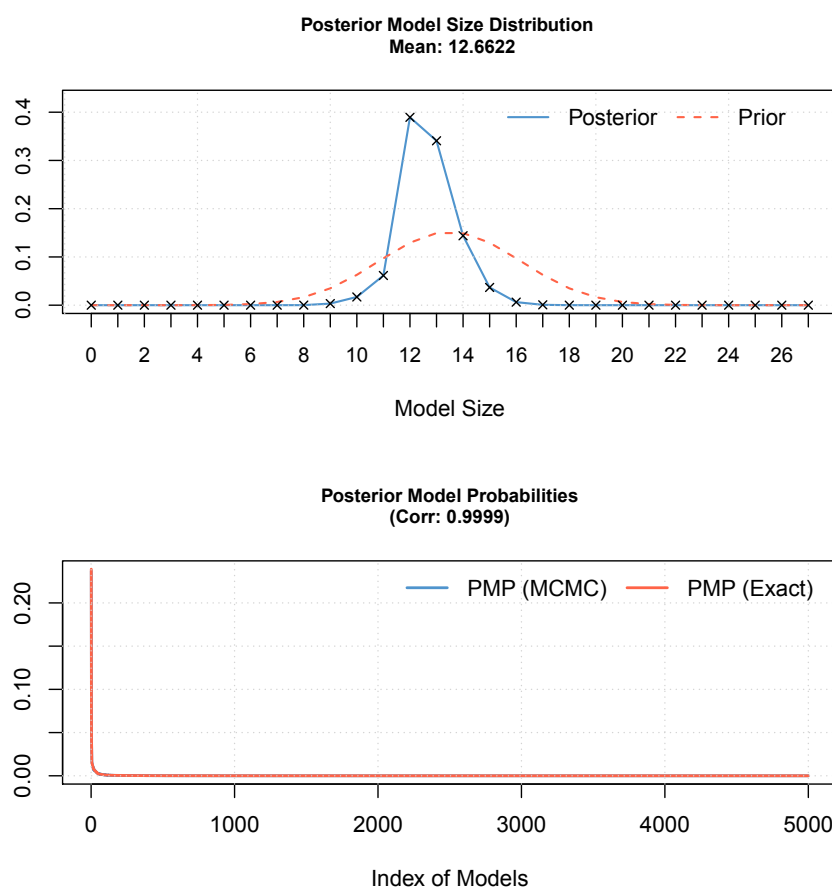 Posterior Model Size Distribution
Mean: 12.6622
0.4
0.3
0.2
0.1
0.0
Posterior
Prior
0 2 4 6 8 10 12 14 16 18 20 22 24 26
Model Size
Posterior Model Probabilities
(Corr: 0.9999)
0.20
0.10
0.00
PMP (MCMC)
PMP (Exact)
0 1000 2000 3000 4000 5000
Index of Models